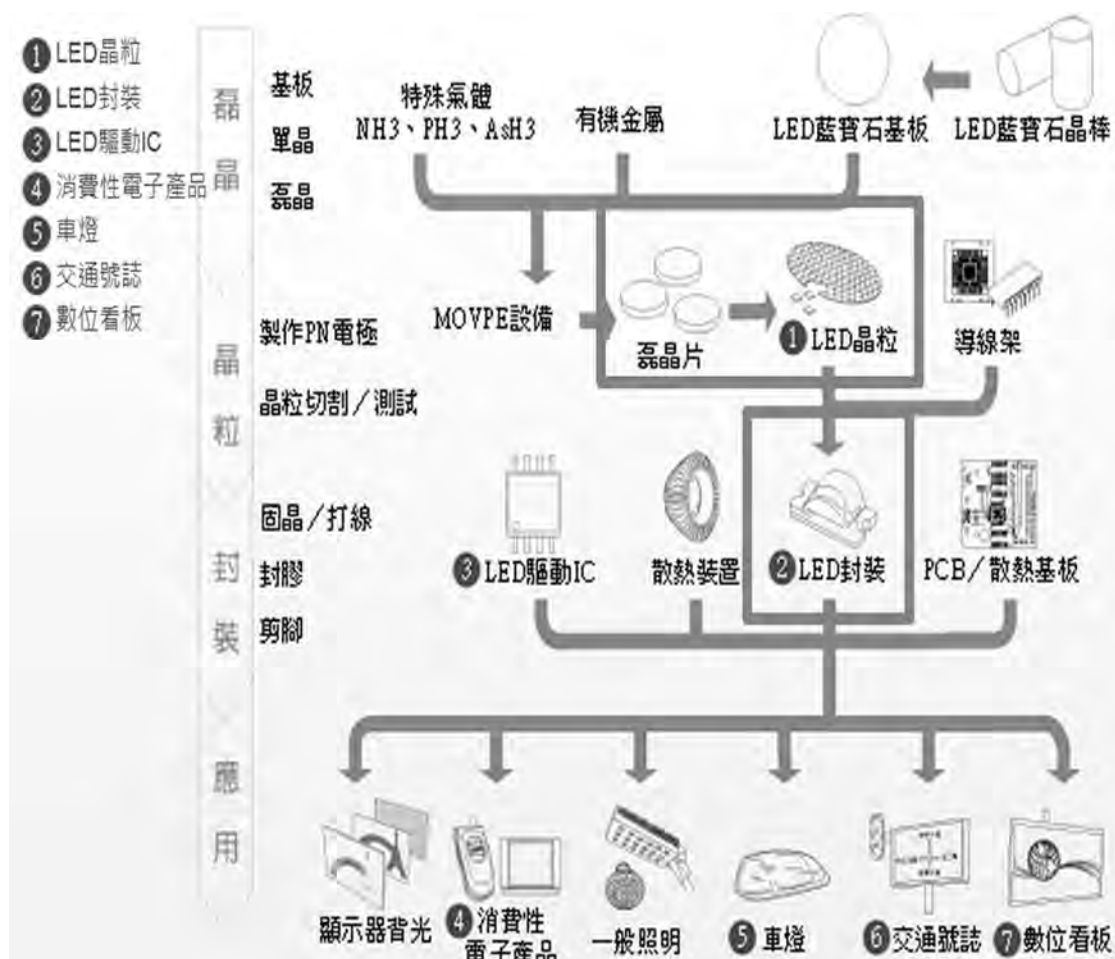 ❶ LED晶粒
❷ LED封裝
❸ LED驅動IC
❹ 消費性電子產品
❺ 車燈
❻ 交通號誌
❼ 數位看板
磊
晶
晶
粒
封
裝
應
用
基板
單晶
磊晶
製作PN電極
晶粒切割／測試
固晶／打線
封膠
剪腳
特殊氣體
NH3、PH3、AsH3
有機金屬
LED藍寶石基板
LED藍寶石晶棒
MOVPE設備
磊晶片
❶ LED晶粒
導線架
❸ LED驅動IC
散熱裝置
❷ LED封裝
PCB／散熱基板
顯示器背光
❹ 消費性
電子產品
一般照明
❺ 車燈
❻ 交通號誌
❼ 數位看板